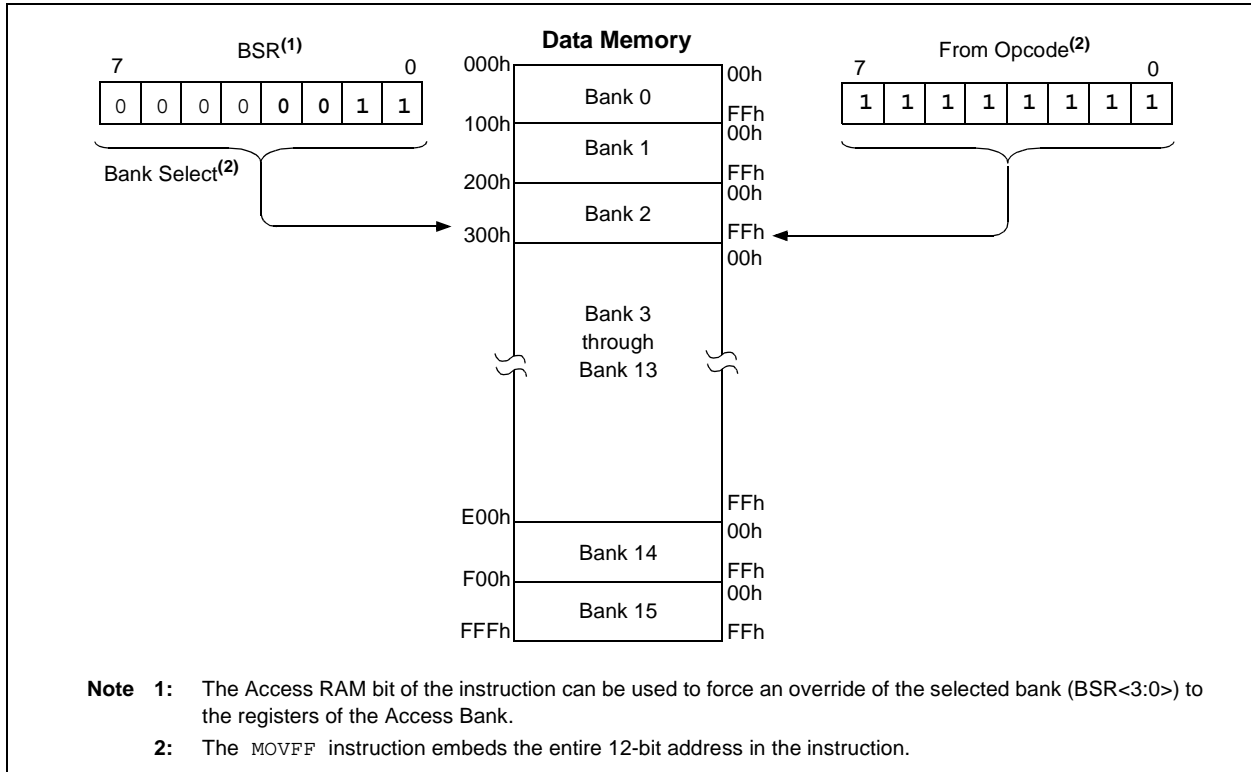 Data Memory
BSR(1)
7 0
0 0 0 0 0 0 1 1
Bank Select(2)
From Opcode(2)
7 0
1 1 1 1 1 1 1 1
000h
00h
Bank 0
FFh
100h
00h
Bank 1
FFh
200h
00h
Bank 2
FFh
300h
00h
Bank 3
through
Bank 13
FFh
E00h
00h
Bank 14
FFh
F00h
00h
Bank 15
FFFh
FFh
Note 1: The Access RAM bit of the instruction can be used to force an override of the selected bank (BSR<3:0>) to
the registers of the Access Bank.
2: The MOVFF instruction embeds the entire 12-bit address in the instruction.